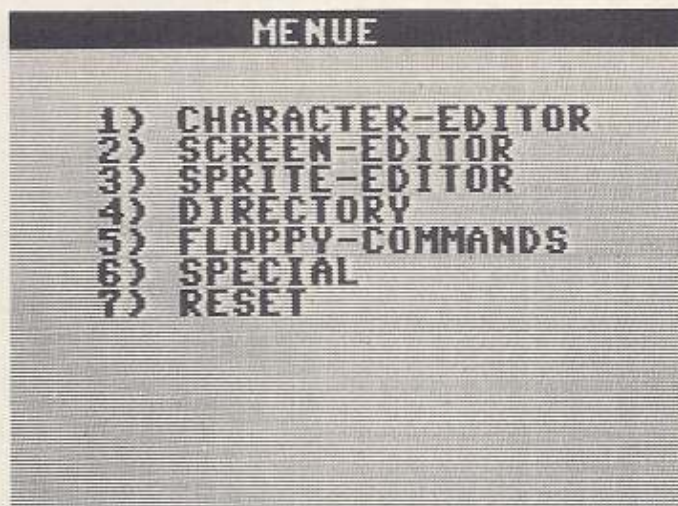 MENUE
1) CHARACTER-EDITOR
2) SCREEN-EDITOR
3) SPRITE-EDITOR
4) DIRECTORY
5) FLOPPY-COMMANDS
6) SPECIAL
7) RESET